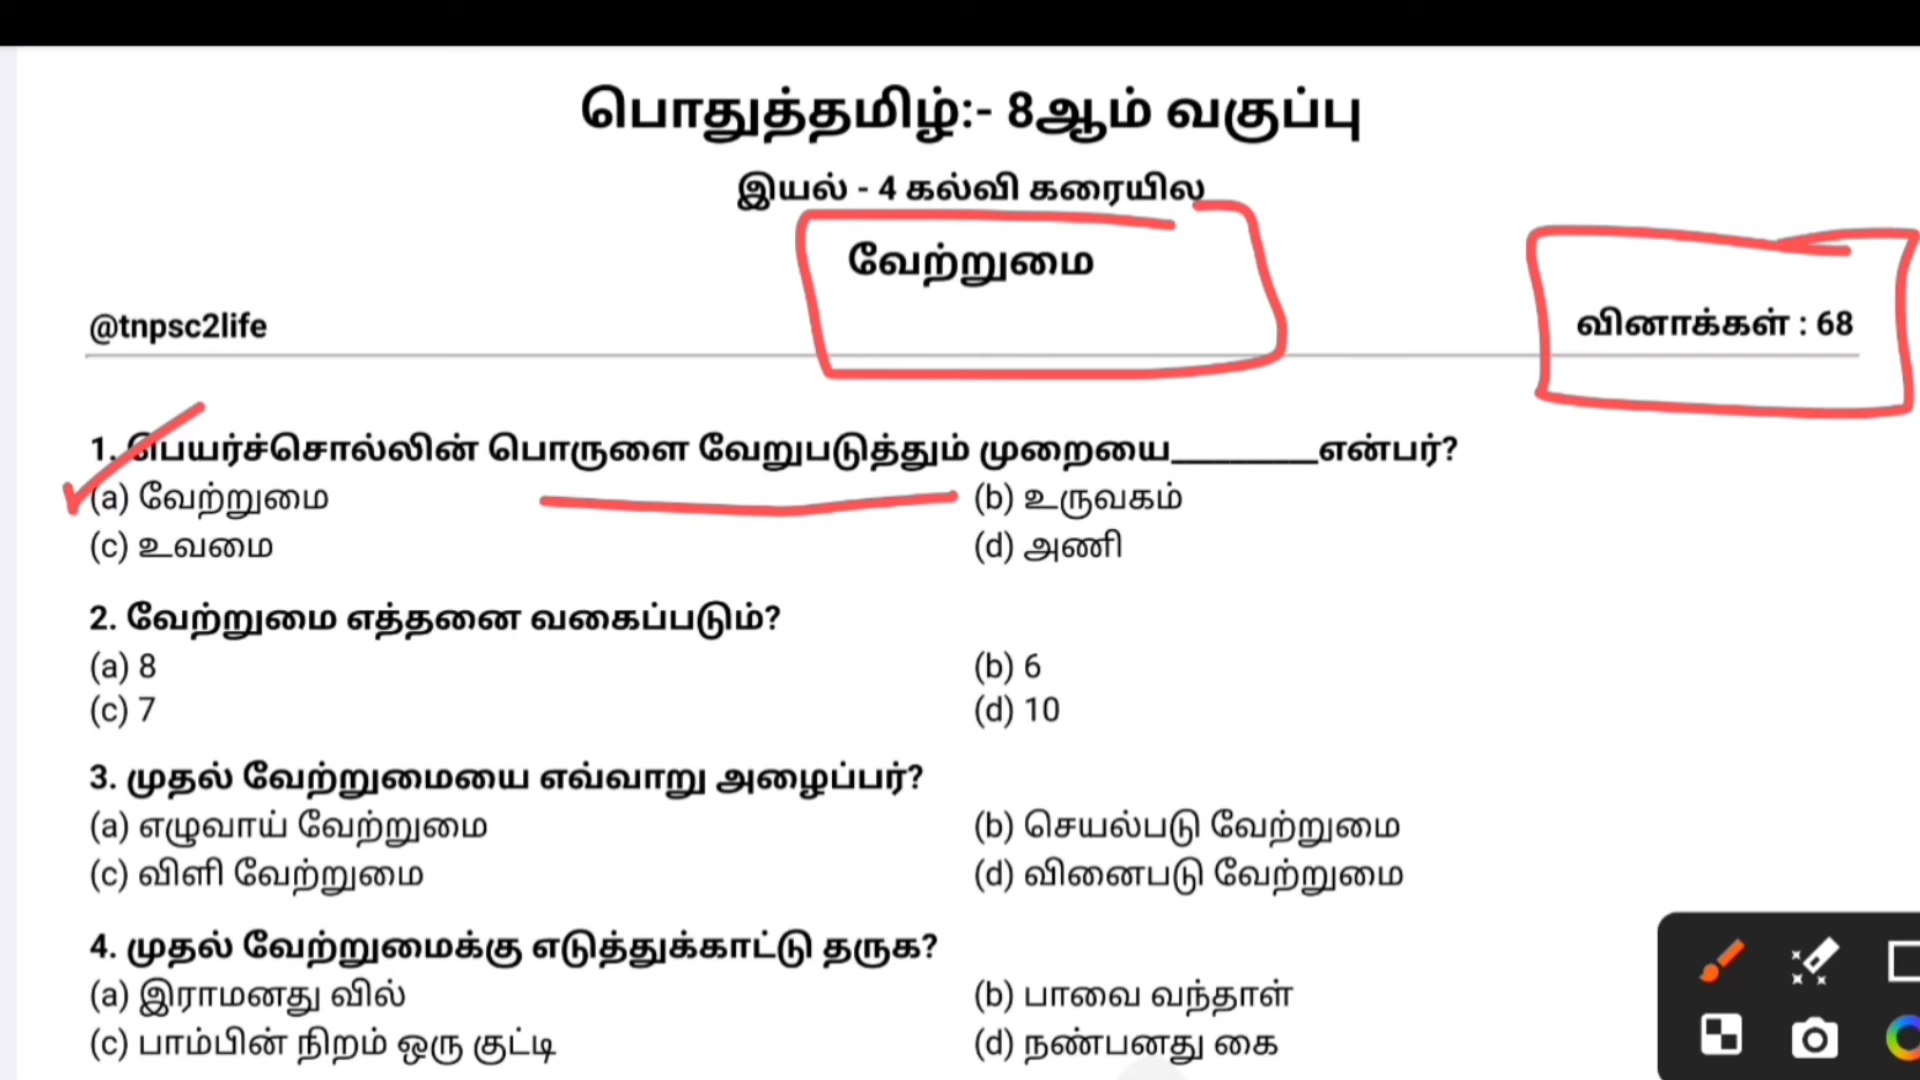 பொதுத்தமிழ்:- 8ஆம் வகுப்பு
இயல் - 4 கல்வி கரையில
வேற்றுமை
@tnpsc2life
வினாக்கள் : 68
1. பெயர்ச்சொல்லின் பொருளை வேறுபடுத்தும் முறையை________என்பர்?
(a) வேற்றுமை (b) உருவகம்
(c) உவமை (d) அணி
2. வேற்றுமை எத்தனை வகைப்படும்?
(a) 8 (b) 6
(c) 7 (d) 10
3. முதல் வேற்றுமையை எவ்வாறு அழைப்பர்?
(a) எழுவாய் வேற்றுமை (b) செயல்படு வேற்றுமை
(c) விளி வேற்றுமை (d) வினைபடு வேற்றுமை
4. முதல் வேற்றுமைக்கு எடுத்துக்காட்டு தருக?
(a) இராமனது வில் (b) பாவை வந்தாள்
(c) பாம்பின் நிறம் ஒரு குட்டி (d) நண்பனது கை